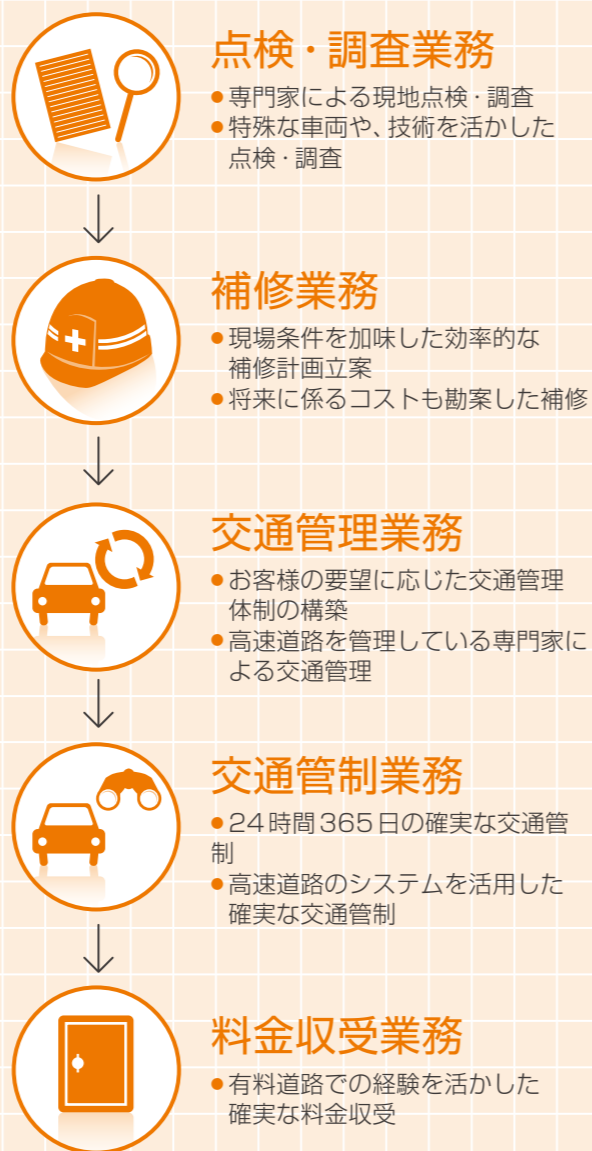 点検・調査業務
●専門家による現地点検・調査
●特殊な車両や、技術を活かした
点検・調査
補修業務
●現場条件を加味した効率的な
補修計画立案
●将来に係るコストも勘案した補修
交通管理業務
●お客様の要望に応じた交通管理
体制の構築
●高速道路を管理している専門家に
よる交通管理
交通管制業務
●24時間365日の確実な交通管
制
●高速道路のシステムを活用した
確実な交通管制
料金収受業務
●有料道路での経験を活かした
確実な料金収受